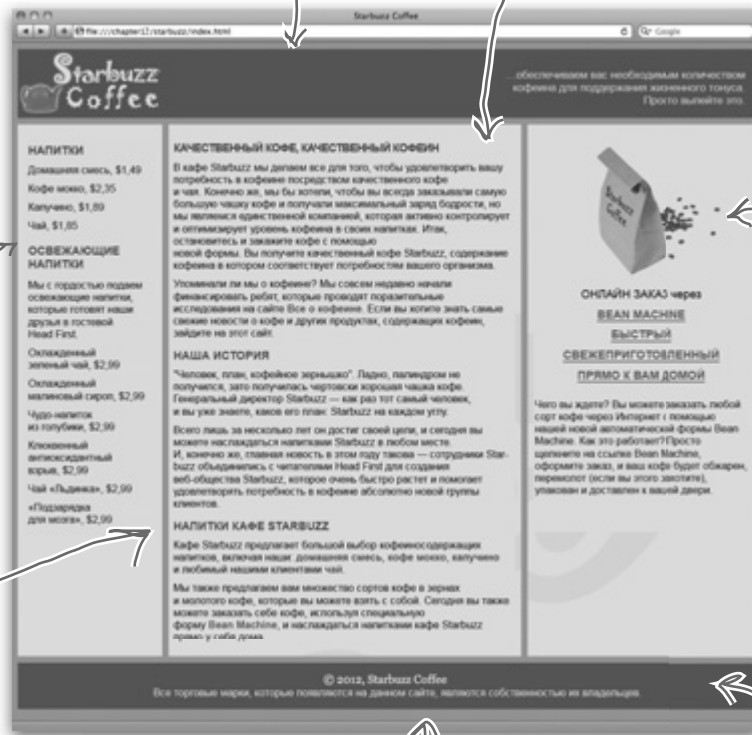 Starbuzz Coffee
file:///chapter12/starbuzz/index.html
Google
Starbuzz
Coffee
...обеспечиваем вас необходимым количеством
кофеина для поддержания жизненного тонуса.
Просто выпейте это.
НАПИТКИ
Домашняя смесь, $1,49
Кофе мокко, $2,35
Капучино, $1,89
Чай, $1,85
ОСВЕЖАЮЩИЕ
НАПИТКИ
Мы с гордостью подаем
освежающие напитки,
которые готовят наши
друзья в гостевой
Head First.
Охлажденный
зеленый чай, $2,99
Охлажденный
малиновый сироп, $2,99
Чудо-напиток
из голубики, $2,99
Клюквенный
антиоксидантный
взрыв, $2,99
Чай «Льдинка», $2,99
«Подзарядка
для мозга», $2,99
КАЧЕСТВЕННЫЙ КОФЕ, КАЧЕСТВЕННЫЙ КОФЕИН
В кафе Starbuzz мы делаем все для того, чтобы удовлетворить вашу
потребность в кофеине посредством качественного кофе
и чая. Конечно же, мы бы хотели, чтобы вы всегда заказывали самую
большую чашку кофе и получали максимальный заряд бодрости, но
мы являемся единственной компанией, которая активно контролирует
и оптимизирует уровень кофеина в своих напитках. Итак,
остановитесь и закажите кофе с помощью
новой формы. Вы получите качественный кофе Starbuzz, содержание
кофеина в котором соответствует потребностям вашего организма.
Упоминали ли мы о кофеине? Мы совсем недавно начали
финансировать ребят, которые проводят поразительные
исследования на сайте Все о кофеине. Если вы хотите знать самые
свежие новости о кофе и других продуктах, содержащих кофеин,
зайдите на этот сайт.
НАША ИСТОРИЯ
"Человек, план, кофейное зернышко". Ладно, палиндром не
получился, зато получилась чертовски хорошая чашка кофе.
Генеральный директор Starbuzz — как раз тот самый человек,
и вы уже знаете, каков его план: Starbuzz на каждом углу.
Всего лишь за несколько лет он достиг своей цели, и сегодня вы
можете наслаждаться напитками Starbuzz в любом месте.
И, конечно же, главная новость в этом году такова — сотрудники Star-
buzz объединились с читателями Head First для создания
веб-общества Starbuzz, которое очень быстро растет и помогает
удовлетворять потребность в кофеине абсолютно новой группы
клиентов.
НАПИТКИ КАФЕ STARBUZZ
Кафе Starbuzz предлагает большой выбор кофеиносодержащих
напитков, включая наши: домашняя смесь, кофе мокко, капучино
и любимый нашими клиентами чай.
Мы также предлагаем вам множество сортов кофе в зернах
и молотого кофе, которые вы можете взять с собой. Сегодня вы также
можете заказать себе кофе, используя специальную
форму Bean Machine, и наслаждаться напитками кафе Starbuzz
прямо у себя дома.
Starbuzz
Coffee
ОНЛАЙН ЗАКАЗ через
BEAN MACHINE
БЫСТРЫЙ
СВЕЖЕПРИГОТОВЛЕННЫЙ
ПРЯМО К ВАМ ДОМОЙ
Чего вы ждете? Вы можете заказать любой
сорт кофе через Интернет с помощью
нашей новой автоматической формы Bean
Machine. Как это работает?Просто
щелкните на ссылке Bean Machine,
оформите заказ, и ваш кофе будет обжарен,
перемолот (если вы этого захотите),
упакован и доставлен к вашей двери.
© 2012, Starbuzz Coffee
Все торговые марки, которые появляются на данном сайте, являются собственностью их владельцев.